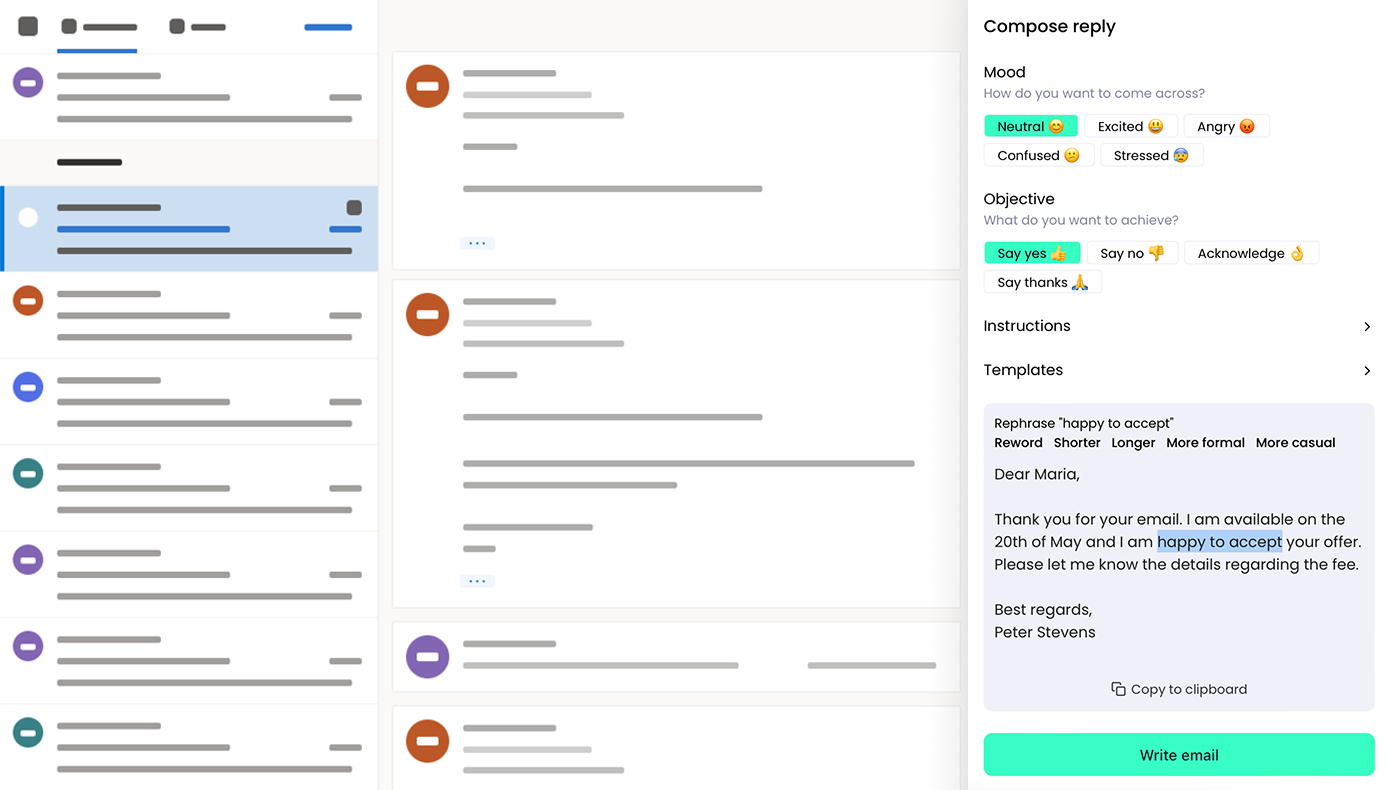 Compose reply
Mood
How do you want to come across?
Neutral 😊 Excited 😃 Angry 😡
Confused 😕 Stressed 😰
Objective
What do you want to achieve?
Say yes 👍 Say no 👎 Acknowledge 👌
Say thanks 🙏
Instructions
Templates
Rephrase "happy to accept"
Reword Shorter Longer More formal More casual
Dear Maria,
Thank you for your email. I am available on the
20th of May and I am happy to accept your offer.
Please let me know the details regarding the fee.
Best regards,
Peter Stevens
Copy to clipboard
Write email